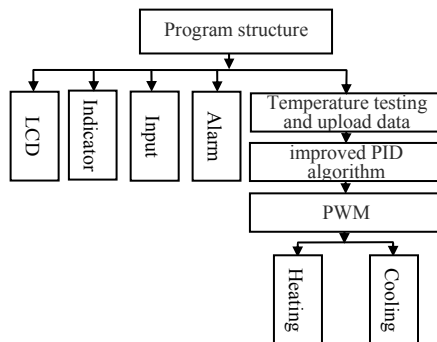 Program structure
LCD
Indicator
Input
Alarm
Temperature testing
and upload data
improved PID
algorithm
PWM
Heating
Cooling